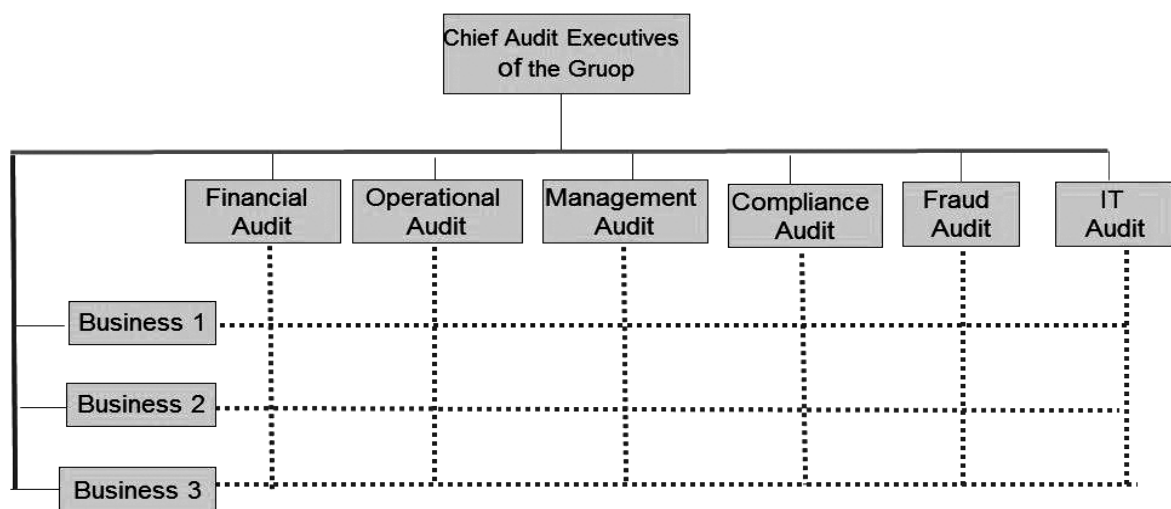 Chief Audit Executives
of the Gruop
Financial
Audit
Operational
Audit
Management
Audit
Compliance
Audit
Fraud
Audit
IT
Audit
Business 1
Business 2
Business 3